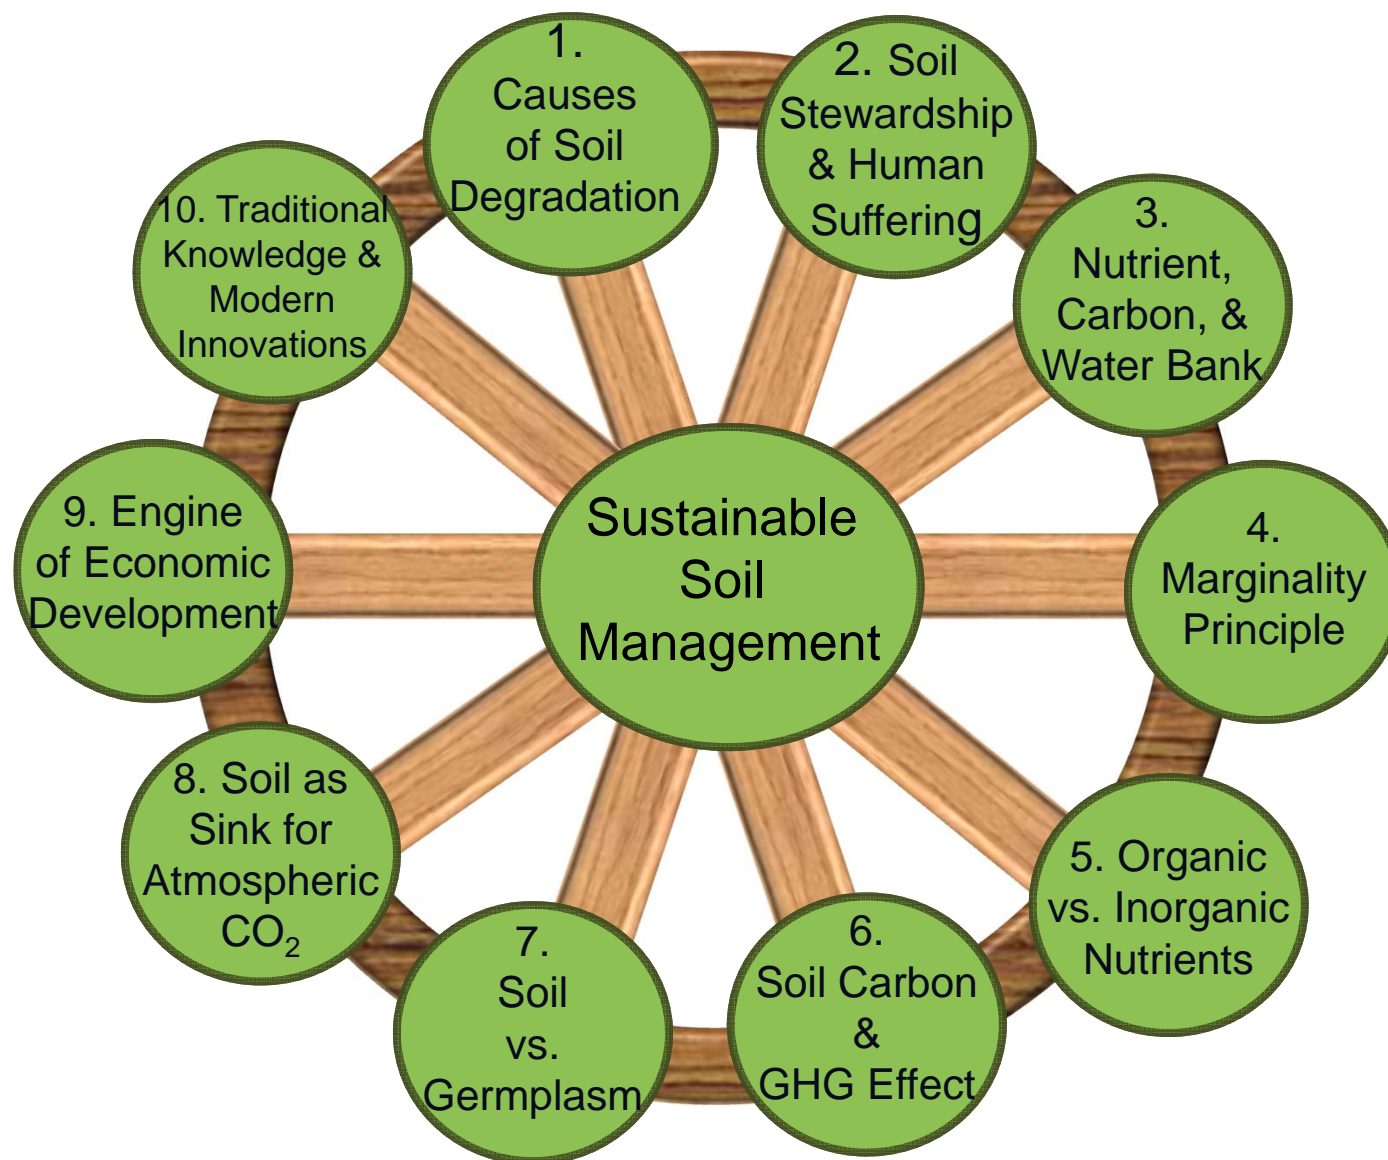 1.
Causes
of Soil
Degradation
2. Soil
Stewardship
& Human
Suffering
3.
Nutrient,
Carbon, &
Water Bank
4.
Marginality
Principle
5. Organic
vs. Inorganic
Nutrients
6.
Soil Carbon
&
GHG Effect
7.
Soil
vs.
Germplasm
8. Soil as
Sink for
Atmospheric
CO₂
9. Engine
of Economic
Development
10. Traditional
Knowledge &
Modern
Innovations
Sustainable
Soil
Management